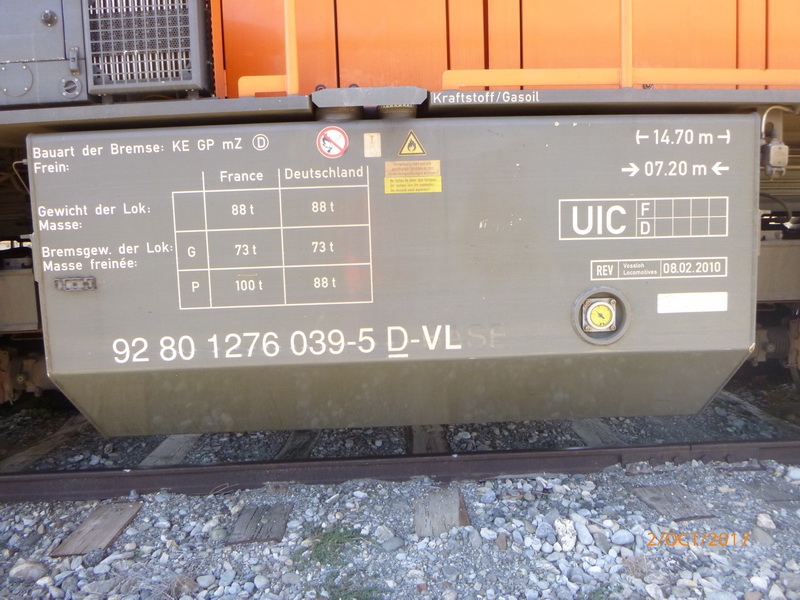 Kraftstoff/Gasoil
Bauart der Bremse: KE GP mZ Ⓓ
Frein:
France Deutschland
Gewicht der Lok: 88 t 88 t
Masse:
Bremsgew. der Lok: G 73 t 73 t
Masse freinée:
P 100 t 88 t
14.70 m
07.20 m
UIC F
D
REV Vossloh Locomotives 08.02.2010
92 80 1276 039-5 D-VL
2/OCT/2017